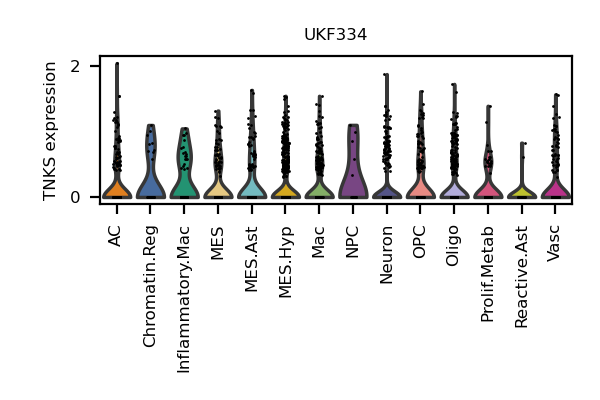 UKF334
TNKS expression
2
0
AC
Chromatin.Reg
Inflammatory.Mac
MES
MES.Ast
MES.Hyp
Mac
NPC
Neuron
OPC
Oligo
Prolif.Metab
Reactive.Ast
Vasc